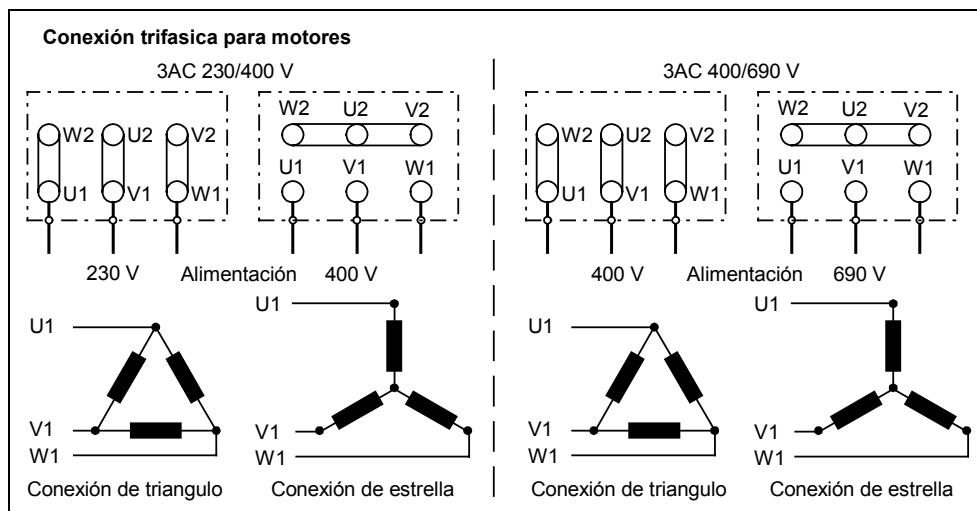 Conexión trifasica para motores
3AC 230/400 V
W2 U2 V2
U1 V1 W1
W2 U2 V2
U1 V1 W1
230 V Alimentación 400 V
U1
V1
W1
Conexión de triangulo
U1
V1
W1
Conexión de estrella
3AC 400/690 V
W2 U2 V2
U1 V1 W1
W2 U2 V2
U1 V1 W1
400 V Alimentación 690 V
U1
V1
W1
Conexión de triangulo
U1
V1
W1
Conexión de estrella